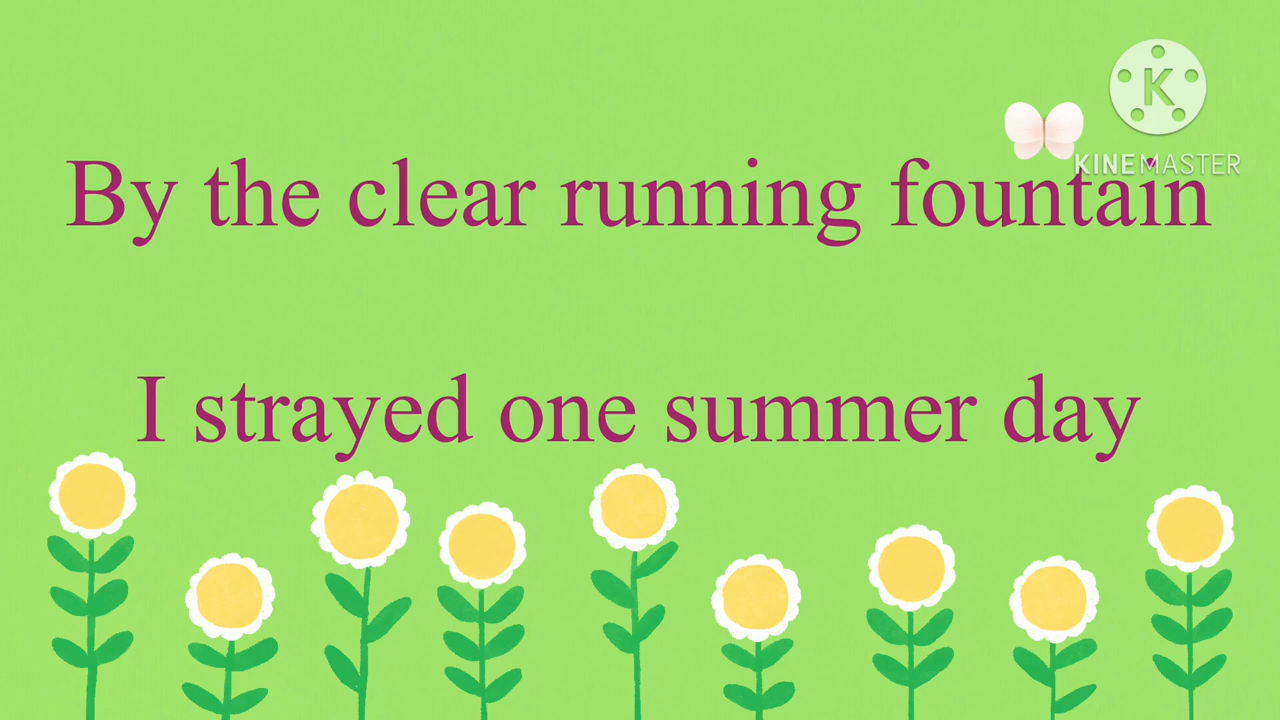 K
KINEMASTER
By the clear running fountain
I strayed one summer day